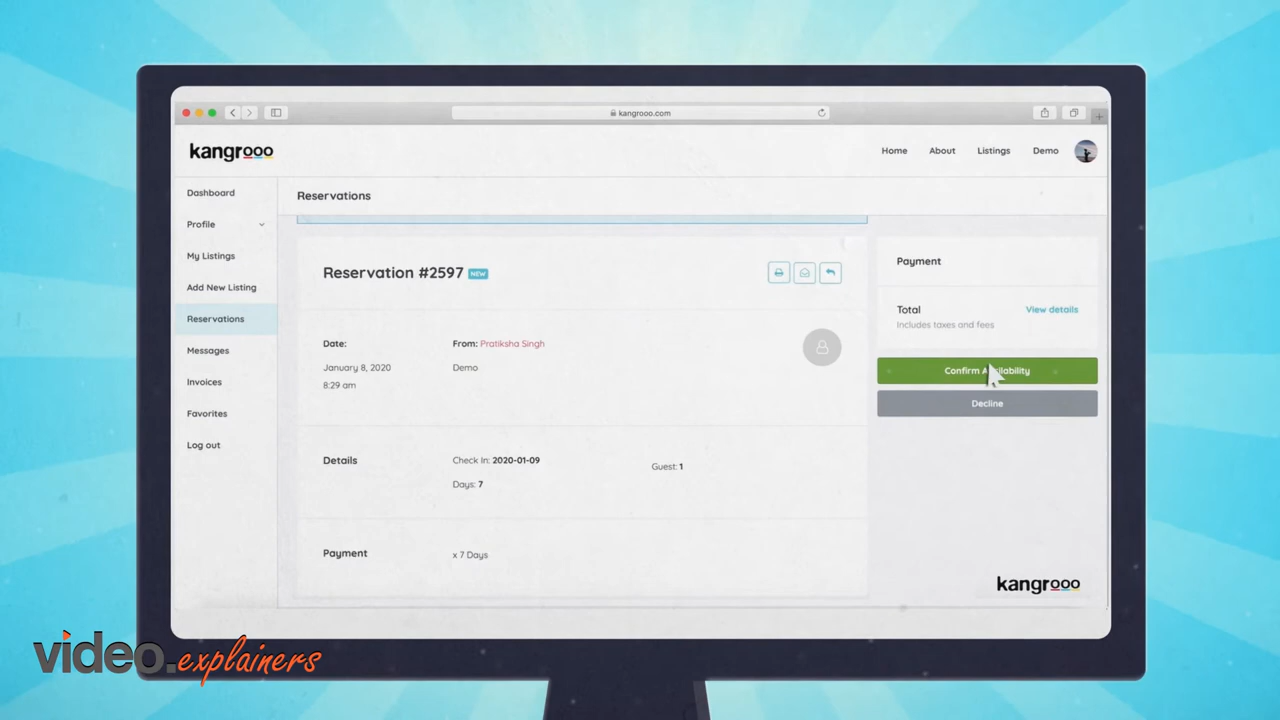 kangrooo.com
kangrooo
Home About Listings Demo
Dashboard
Profile
My Listings
Add New Listing
Reservations
Messages
Invoices
Favorites
Log out
Reservations
Reservation #2597 NEW
Date:
January 8, 2020
8:29 am
From: Pratiksha Singh
Demo
Details
Check In: 2020-01-09
Days: 7
Guest: 1
Payment
x 7 Days
Payment
Total
Includes taxes and fees
View details
Confirm Availability
Decline
kangrooo
video.explainers